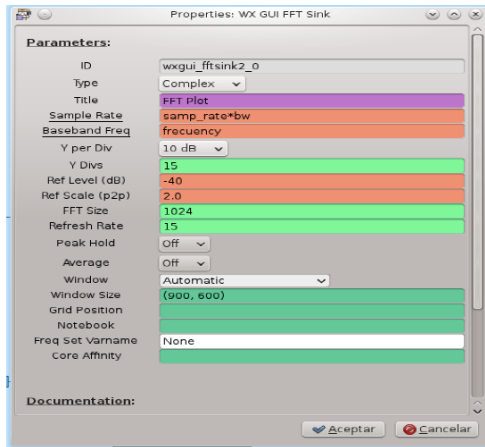 Properties: WX GUI FFT Sink
Parameters:
ID wxgui_fftsink2_0
Type Complex
Title FFT Plot
Sample Rate samp_rate*bw
Baseband Freq frecuency
Y per Div 10 dB
Y Divs 15
Ref Level (dB) -40
Ref Scale (p2p) 2.0
FFT Size 1024
Refresh Rate 15
Peak Hold Off
Average Off
Window Automatic
Window Size (900, 600)
Grid Position
Notebook
Freq Set Varname None
Core Affinity
Documentation:
Aceptar Cancelar